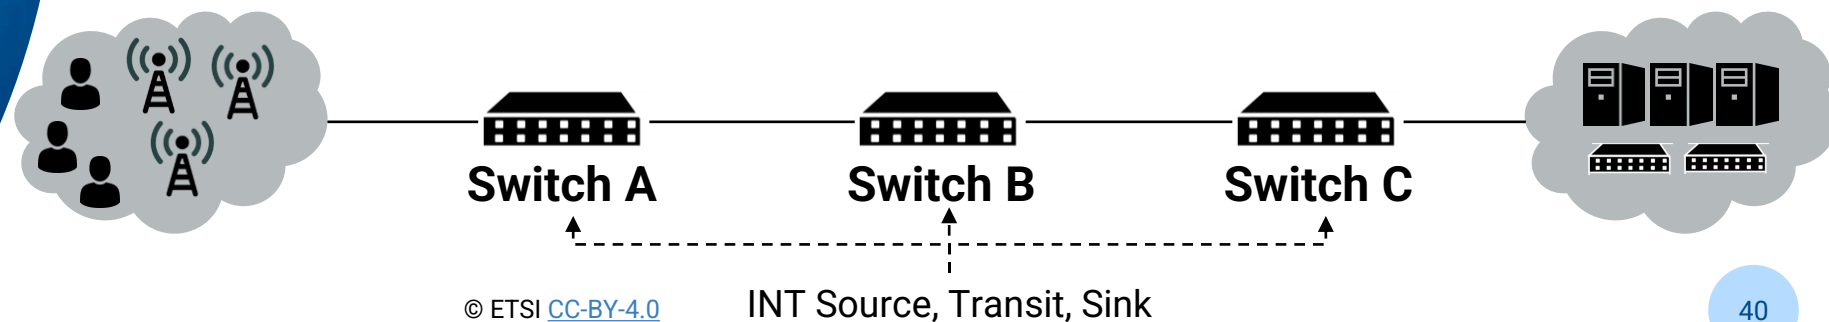 Switch A Switch B Switch C
INT Source, Transit, Sink
© ETSI CC-BY-4.0
40